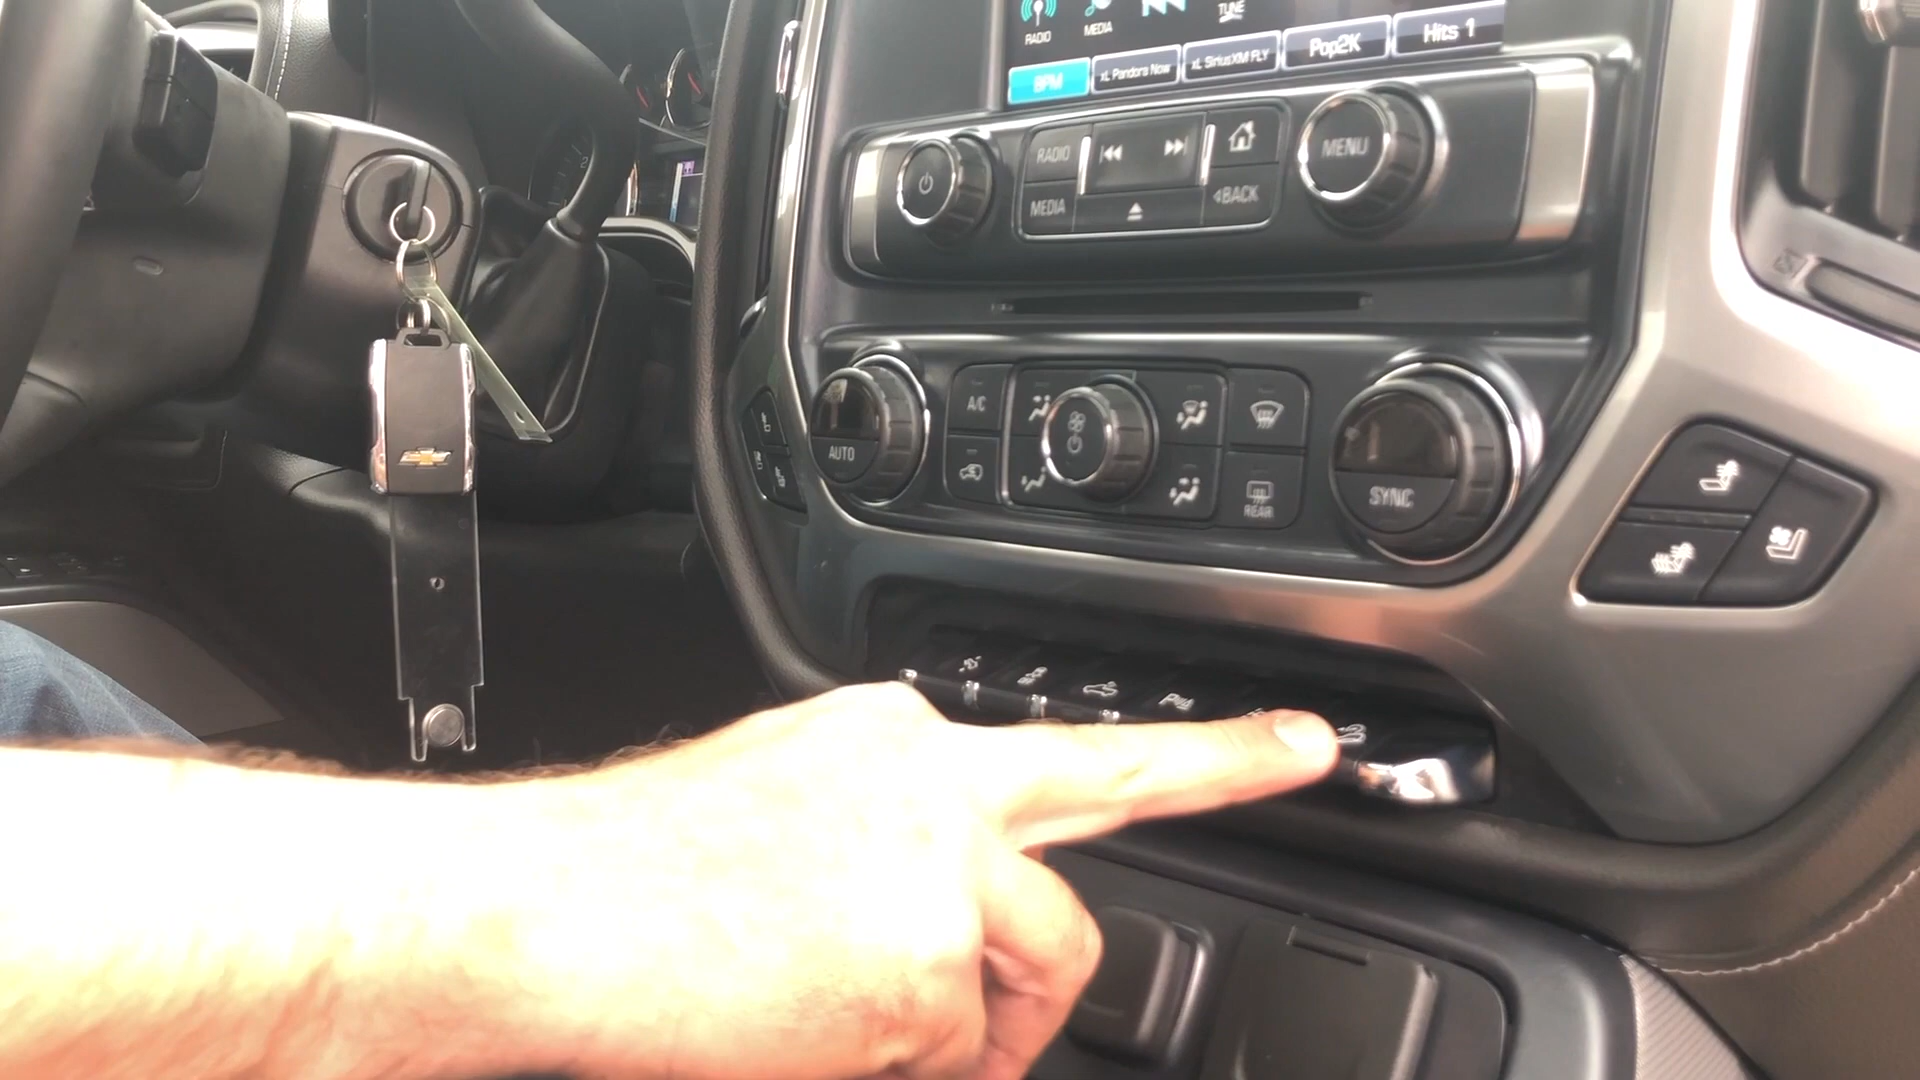 RADIO
MEDIA
TUNE
BPM
xL Pandora Now
xL SiriusXM FLY
Pop2K
Hits 1
RADIO
MEDIA
BACK
MENU
A/C
AUTO
REAR
SYNC
2